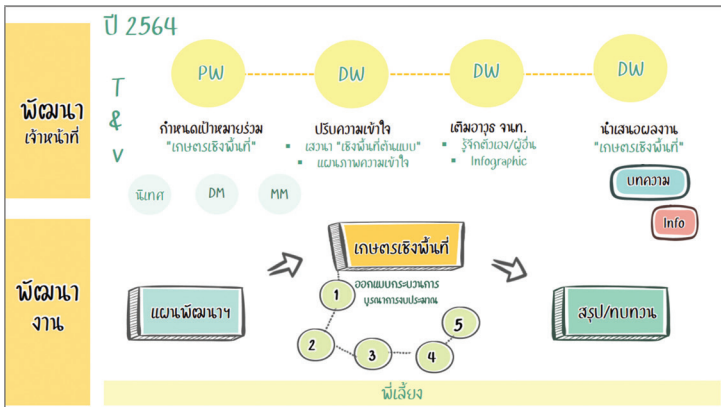 ปี 2564
พัฒนา
เจ้าหน้าที่
T
&
V
PW
DW
DW
DW
กำหนดเป้าหมายร่วม
"เกษตรเชิงพื้นที่"
ปรับความเข้าใจ
▪ เสวนา "เชิงพื้นที่ต้นแบบ"
▪ แผนภาพความเข้าใจ
เติมอาวุธ จนท.
▪ รู้จักตัวเอง/ผู้อื่น
▪ Infographic
นำเสนอผลงาน
"เกษตรเชิงพื้นที่"
บทความ
Info
นิเทศ
DM
MM
พัฒนา
งาน
แผนพัฒนาฯ
เกษตรเชิงพื้นที่
ออกแบบกระบวนการ
บูรณาการงบประมาณ
1
2
3
4
5
สรุป/ทบทวน
พี่เลี้ยง